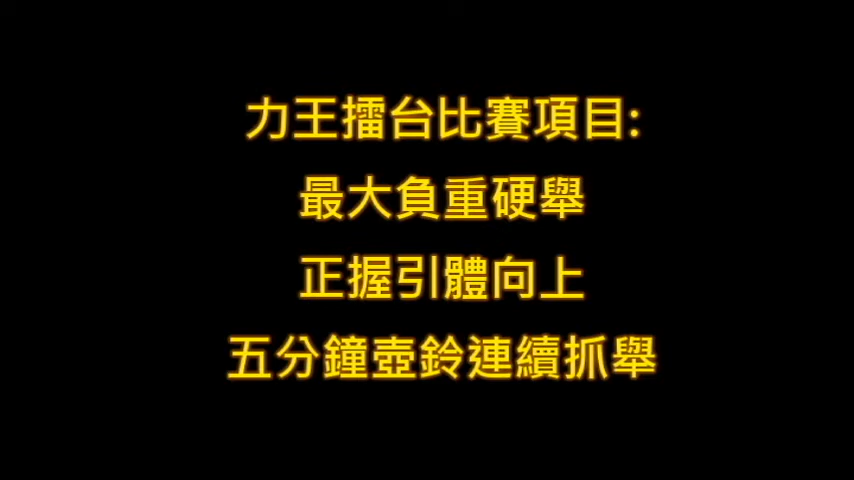 力王擂台比賽項目:
最大負重硬舉
正握引體向上
五分鐘壺鈴連續抓舉